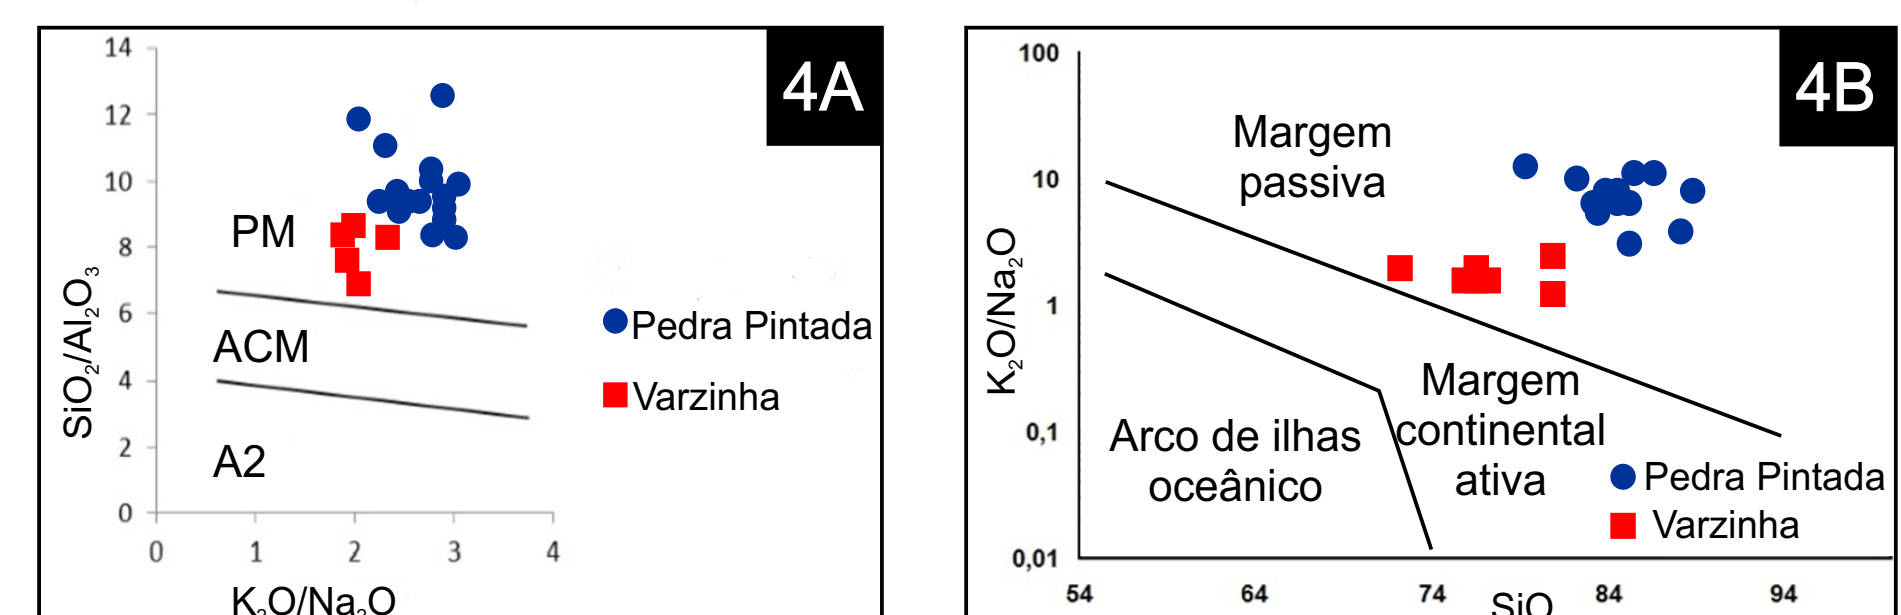 4A
14
12
10
8
6
4
2
0
SiO₂/Al₂O₃
PM
ACM
A2
0 1 2 3 4
K₂O/Na₂O
Pedra Pintada
Varzinha
4B
100
10
1
0,1
0,01
K₂O/Na₂O
Margem
passiva
Margem
continental
ativa
Arco de ilhas
oceânico
Pedra Pintada
Varzinha
54 64 74 84 94
SiO